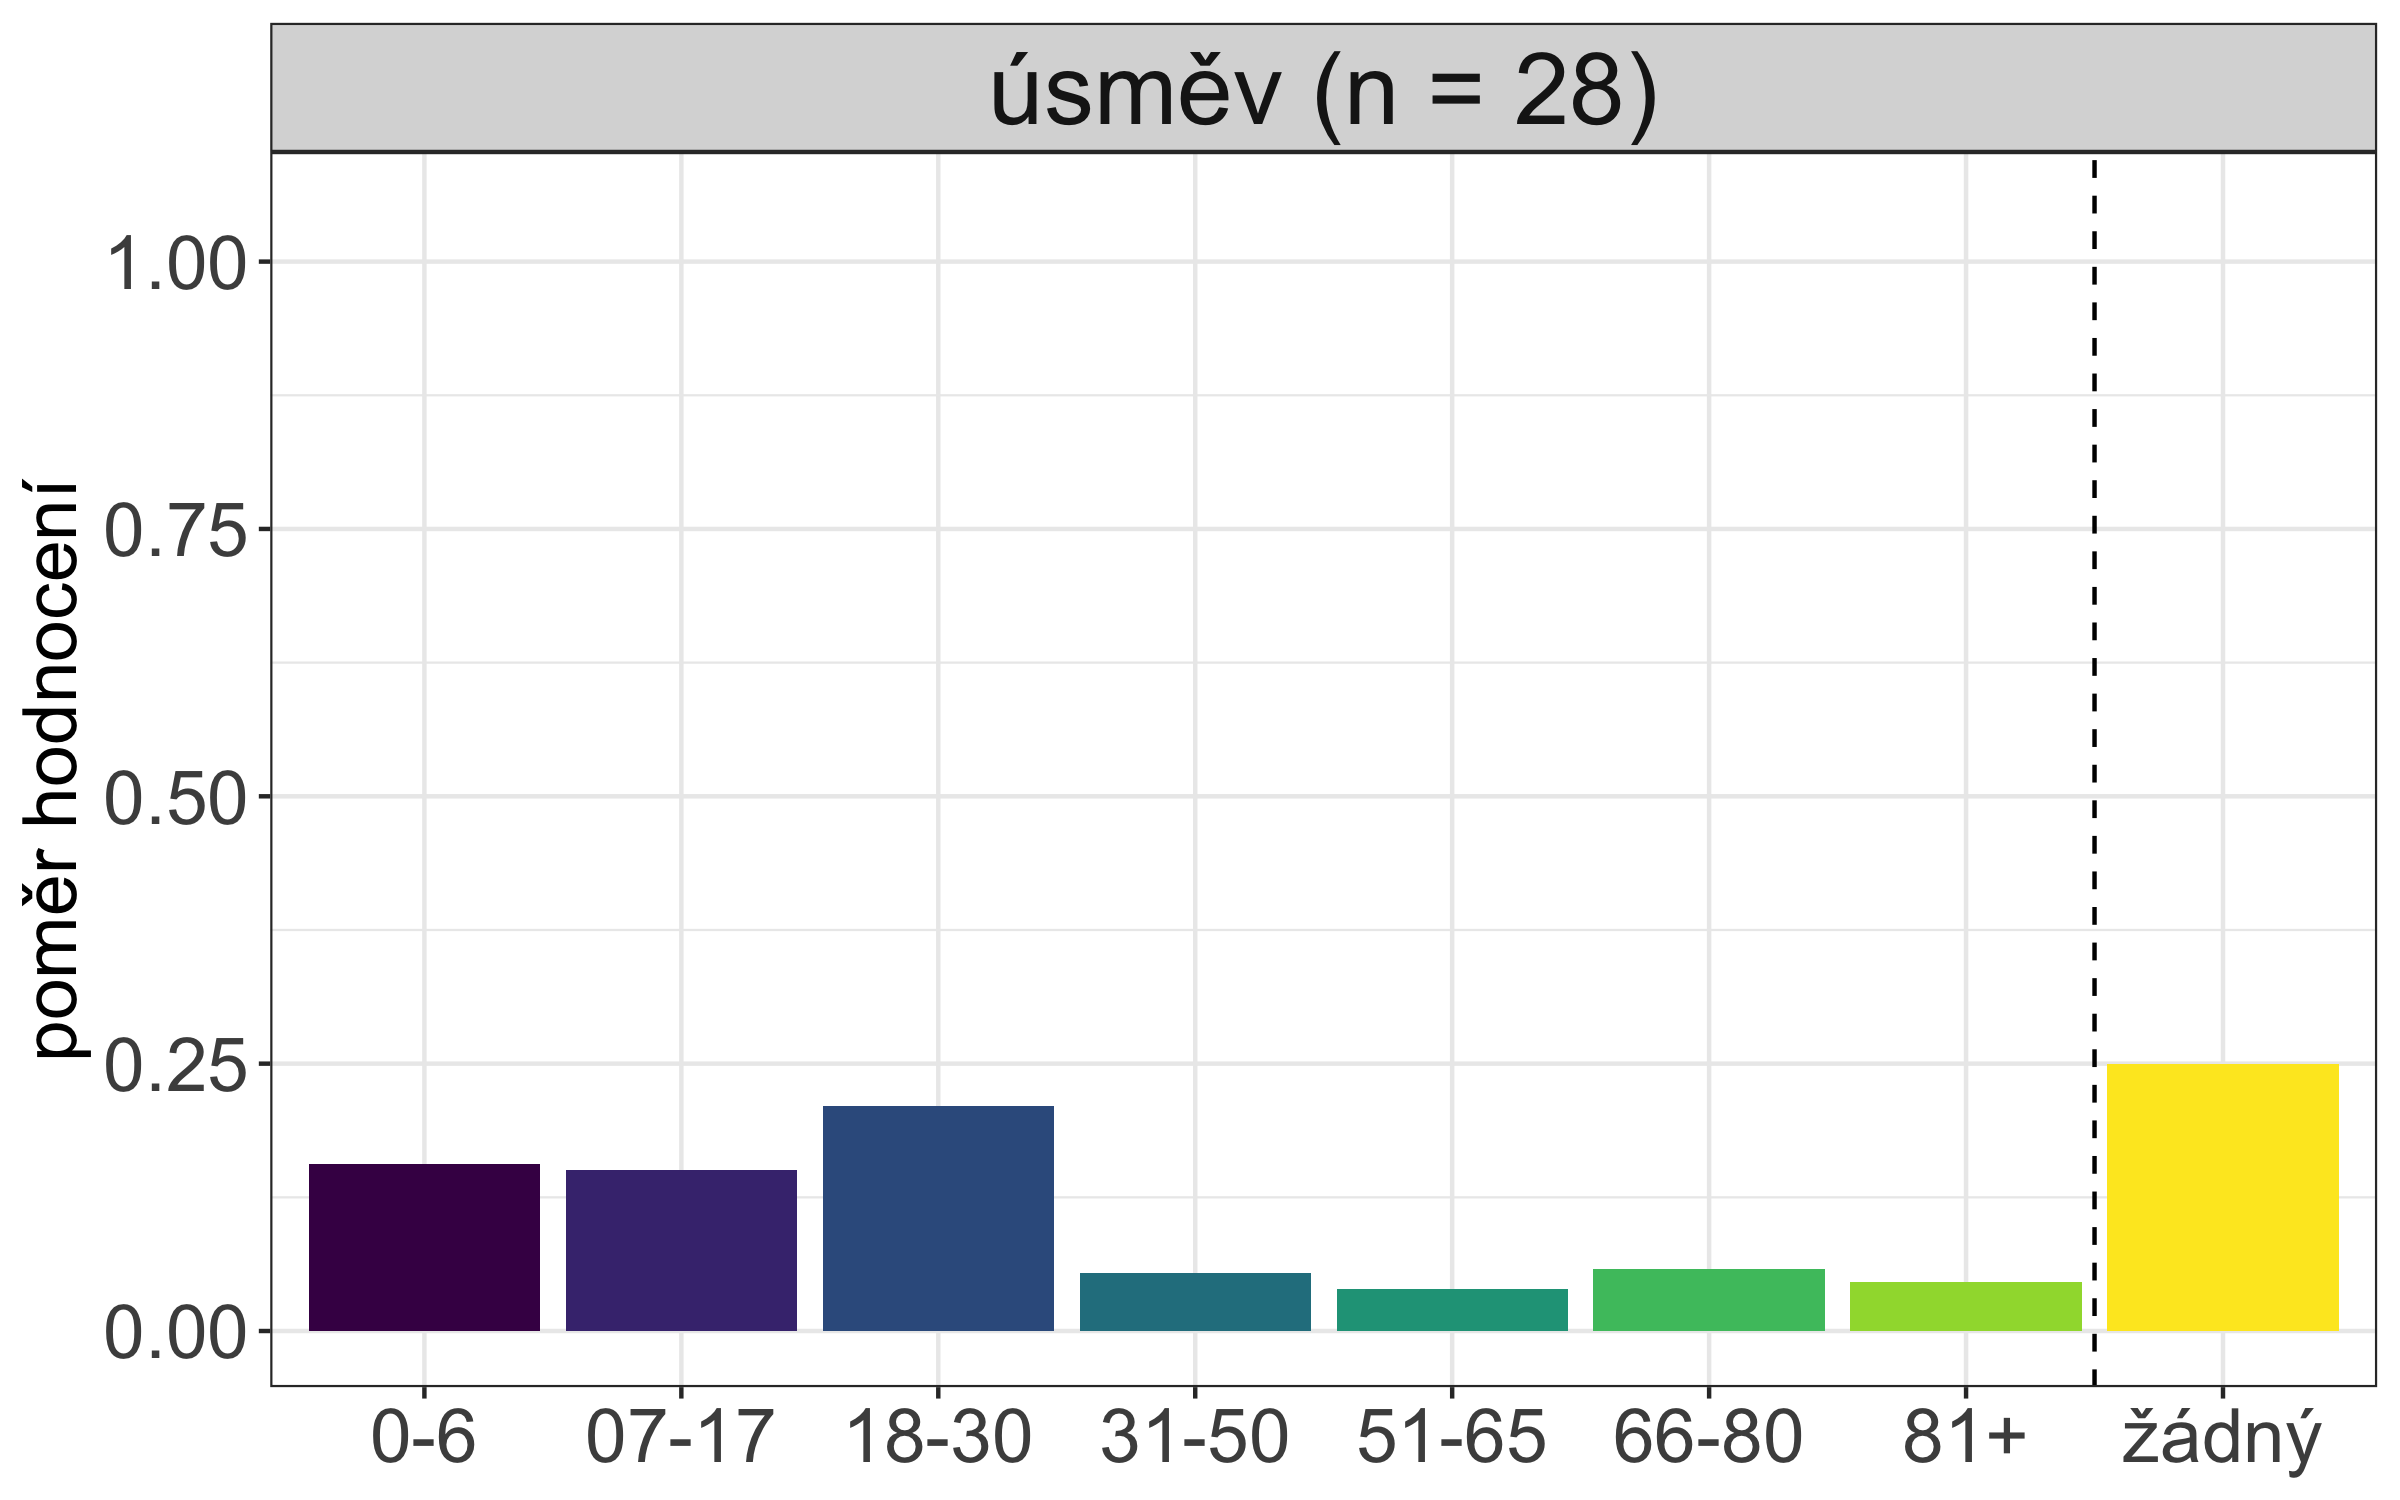 úsměv (n = 28)
poměr hodnocení
1.00
0.75
0.50
0.25
0.00
0-6 07-17 18-30 31-50 51-65 66-80 81+ žádný